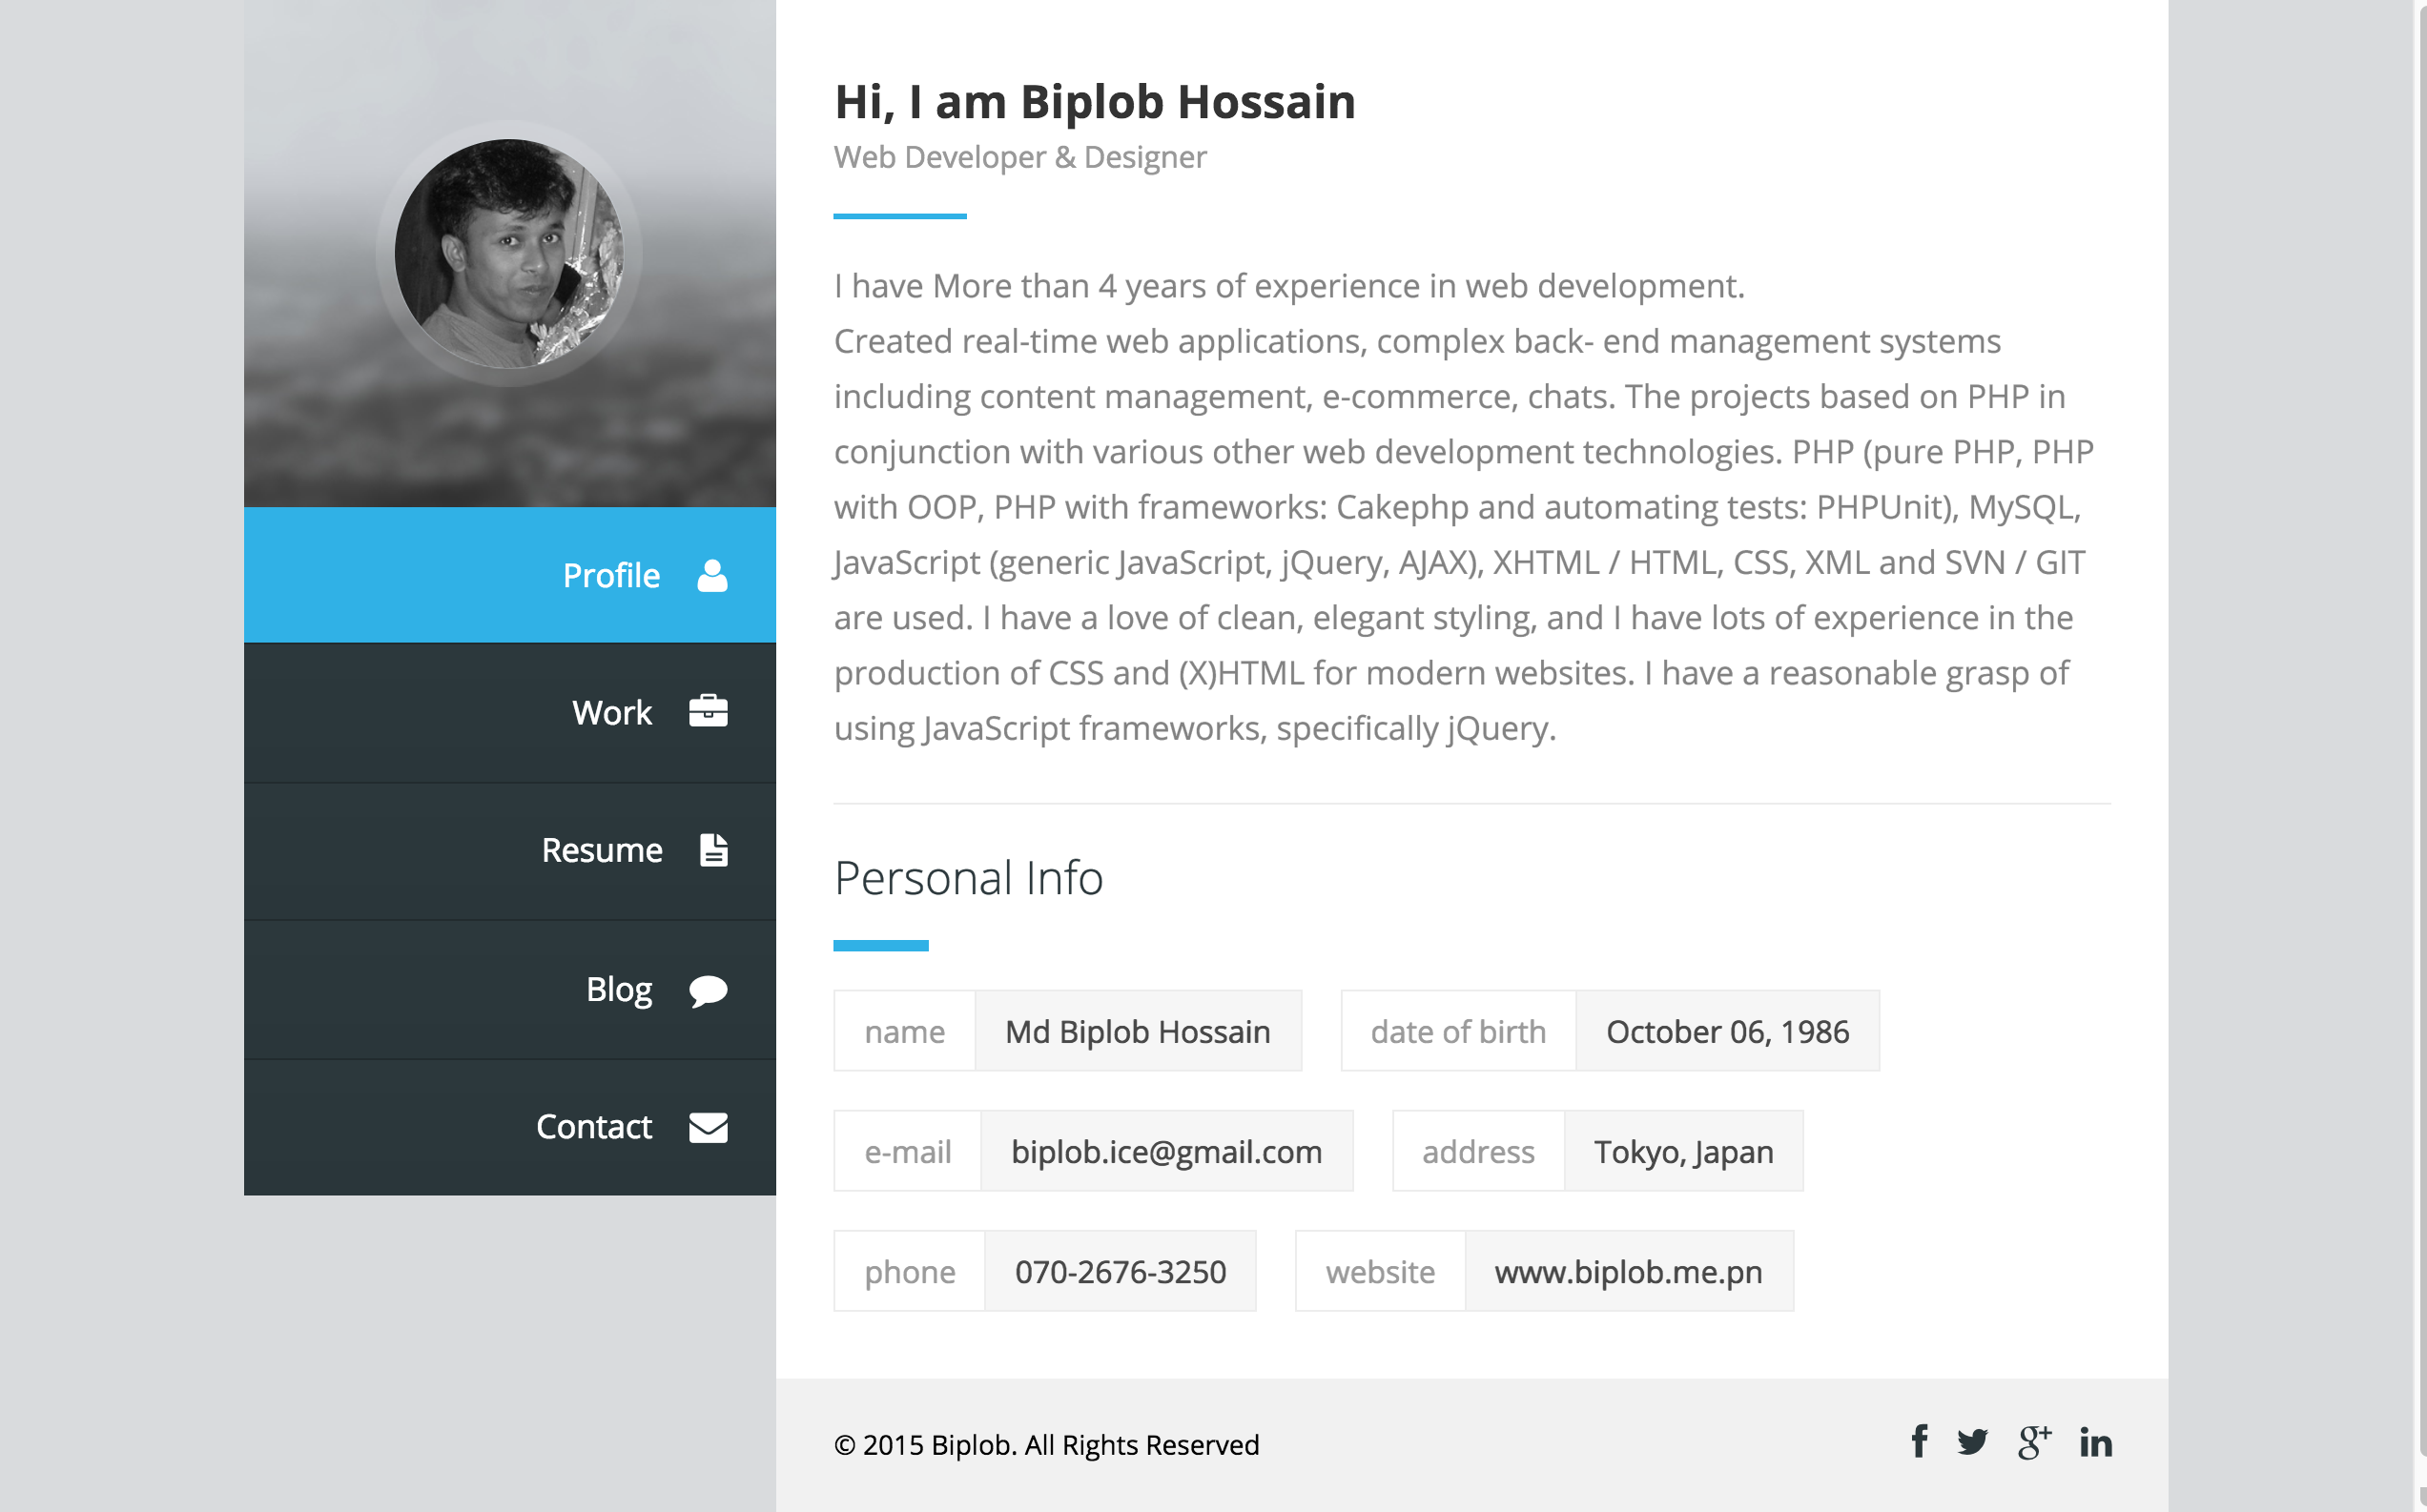 Hi, I am Biplob Hossain
Web Developer & Designer
I have More than 4 years of experience in web development.
Created real-time web applications, complex back- end management systems
including content management, e-commerce, chats. The projects based on PHP in
conjunction with various other web development technologies. PHP (pure PHP, PHP
with OOP, PHP with frameworks: Cakephp and automating tests: PHPUnit), MySQL,
JavaScript (generic JavaScript, jQuery, AJAX), XHTML / HTML, CSS, XML and SVN / GIT
are used. I have a love of clean, elegant styling, and I have lots of experience in the
production of CSS and (X)HTML for modern websites. I have a reasonable grasp of
using JavaScript frameworks, specifically jQuery.
Profile
Work
Resume
Blog
Contact
Personal Info
name Md Biplob Hossain date of birth October 06, 1986
e-mail biplob.ice@gmail.com address Tokyo, Japan
phone 070-2676-3250 website www.biplob.me.pn
© 2015 Biplob. All Rights Reserved